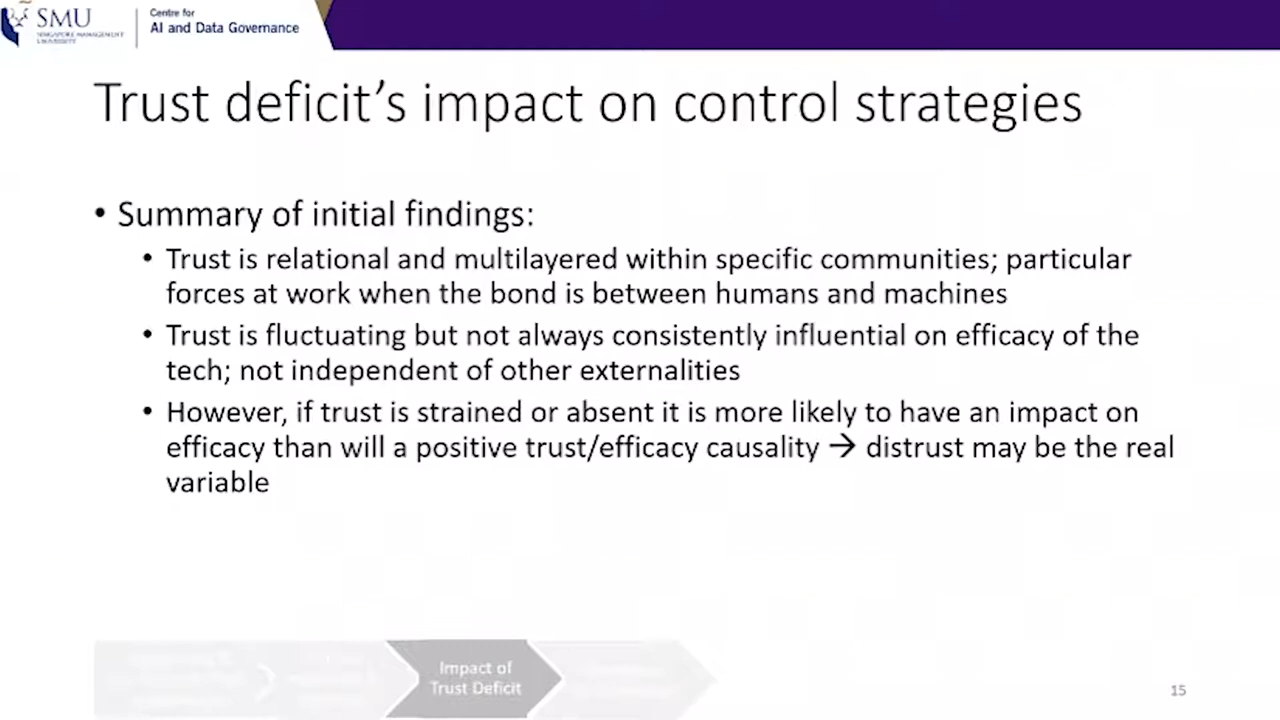 SMU
SINGAPORE MANAGEMENT
UNIVERSITY
Centre for
AI and Data Governance
Trust deficit's impact on control strategies
• Summary of initial findings:
• Trust is relational and multilayered within specific communities; particular
forces at work when the bond is between humans and machines
• Trust is fluctuating but not always consistently influential on efficacy of the
tech; not independent of other externalities
• However, if trust is strained or absent it is more likely to have an impact on
efficacy than will a positive trust/efficacy causality → distrust may be the real
variable
Impact of
Trust Deficit
15